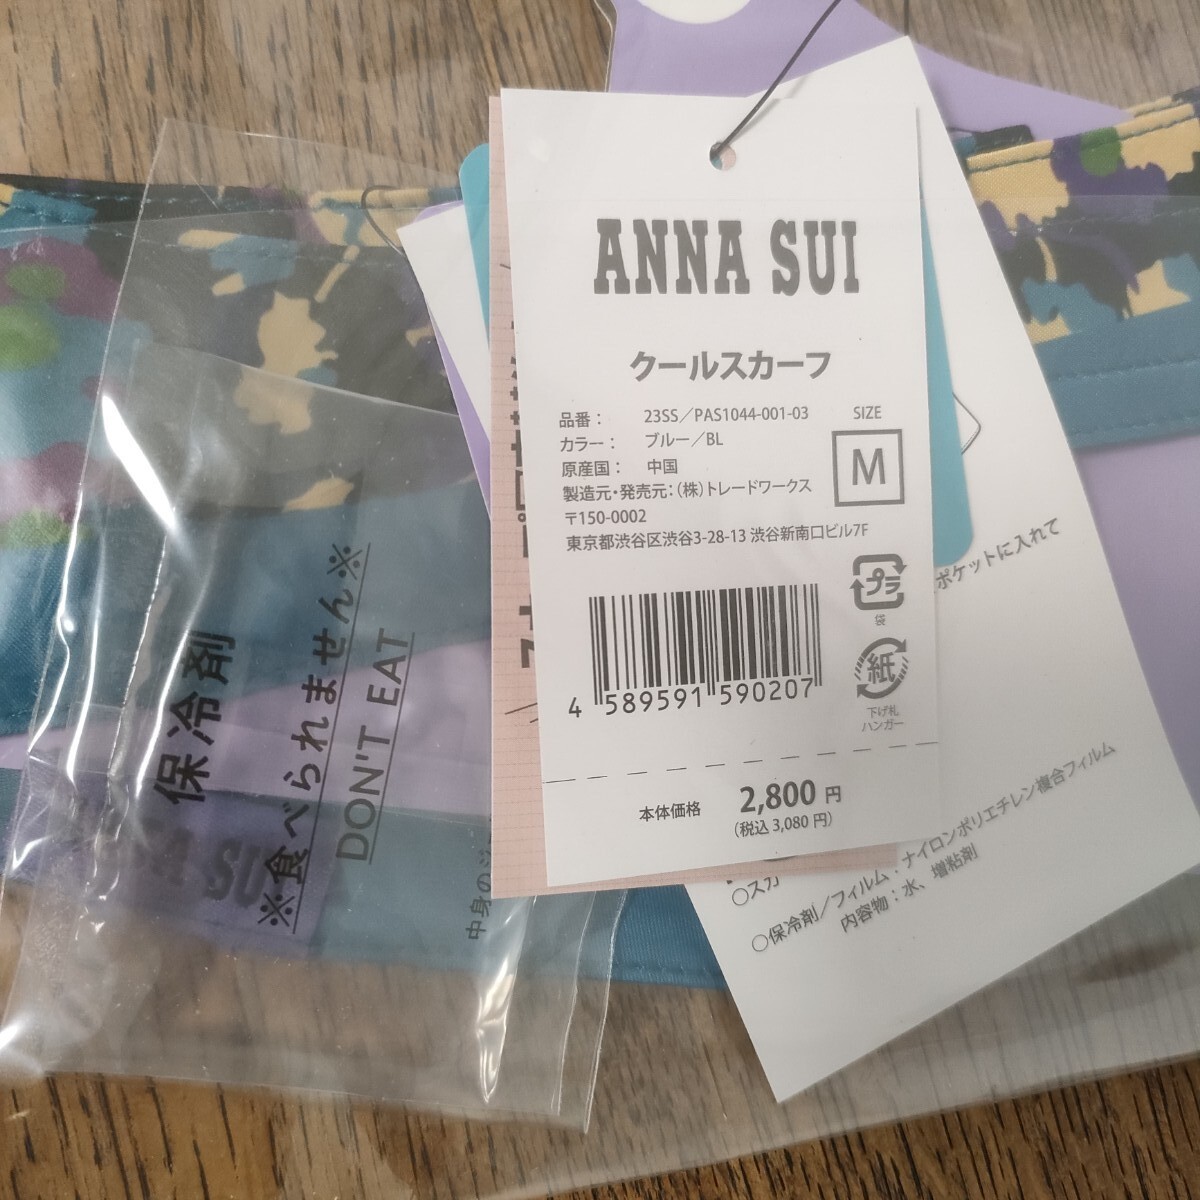 ANNA SUI
クールスカーフ
品番： 23SS／PAS1044-001-03
カラー： ブルー／BL
原産国： 中国
製造元・発売元：（株）トレードワークス
〒150-0002
東京都渋谷区渋谷3-28-13 渋谷新南口ビル7F
SIZE
M
プラ
袋
紙
下げ札
ハンガー
4 589591 590207
本体価格 2,800 円
（税込 3,080 円）
ポケットに入れて
○スカ
○保冷剤／フィルム：ナイロンポリエチレン複合フィルム
内容物：水、増粘剤
保冷剤
※食べられません※
DON'T EAT
中身の
SUI